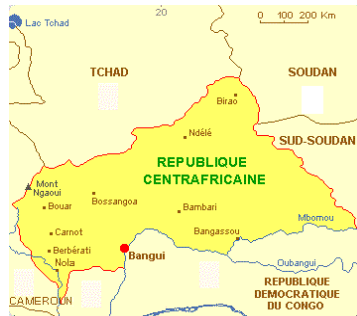 20
0 100 200 Km
Lac Tchad
TCHAD
SOUDAN
Birao
Ndélé
SUD-SOUDAN
REPUBLIQUE
CENTRAFRICAINE
Mont
Ngaoui
Bossangoa
Bouar
Bambari
Mbomou
Carnot
Bangassou
Berbérati
Bangui
Nola
Oubangui
REPUBLIQUE
DEMOCRATIQUE
DU CONGO
CAMEROUN